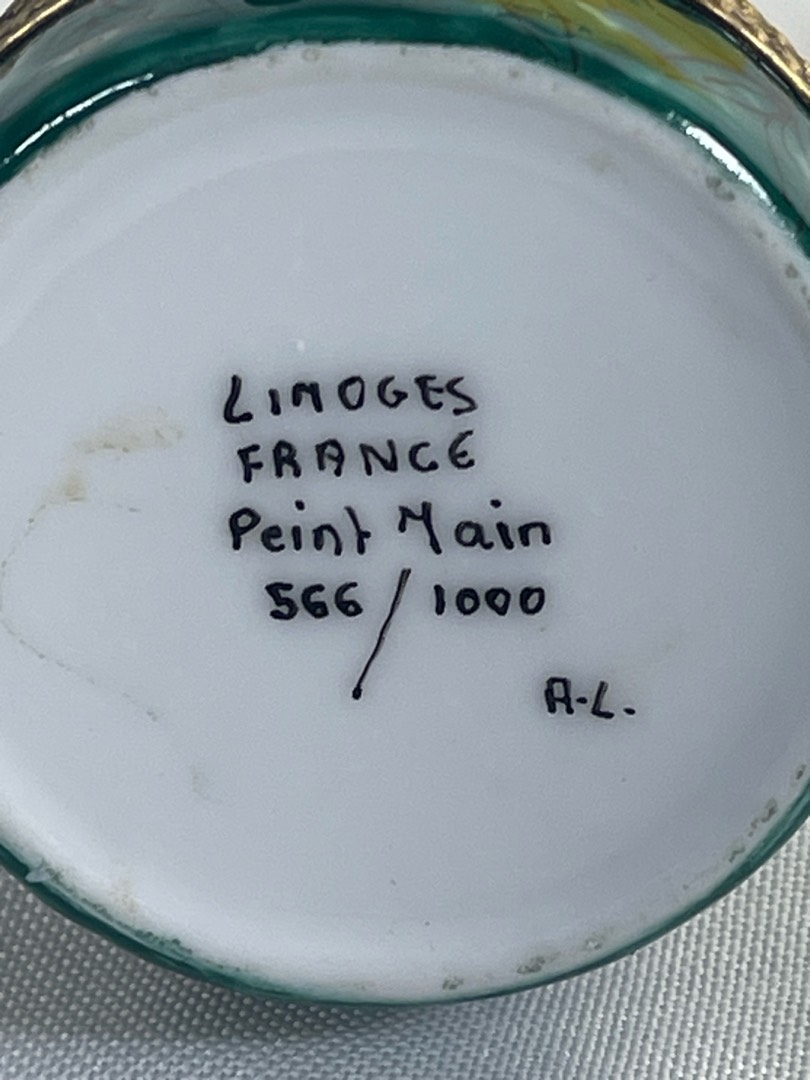 LIMOGES
FRANCE
Peint Main
566/1000
A-L.